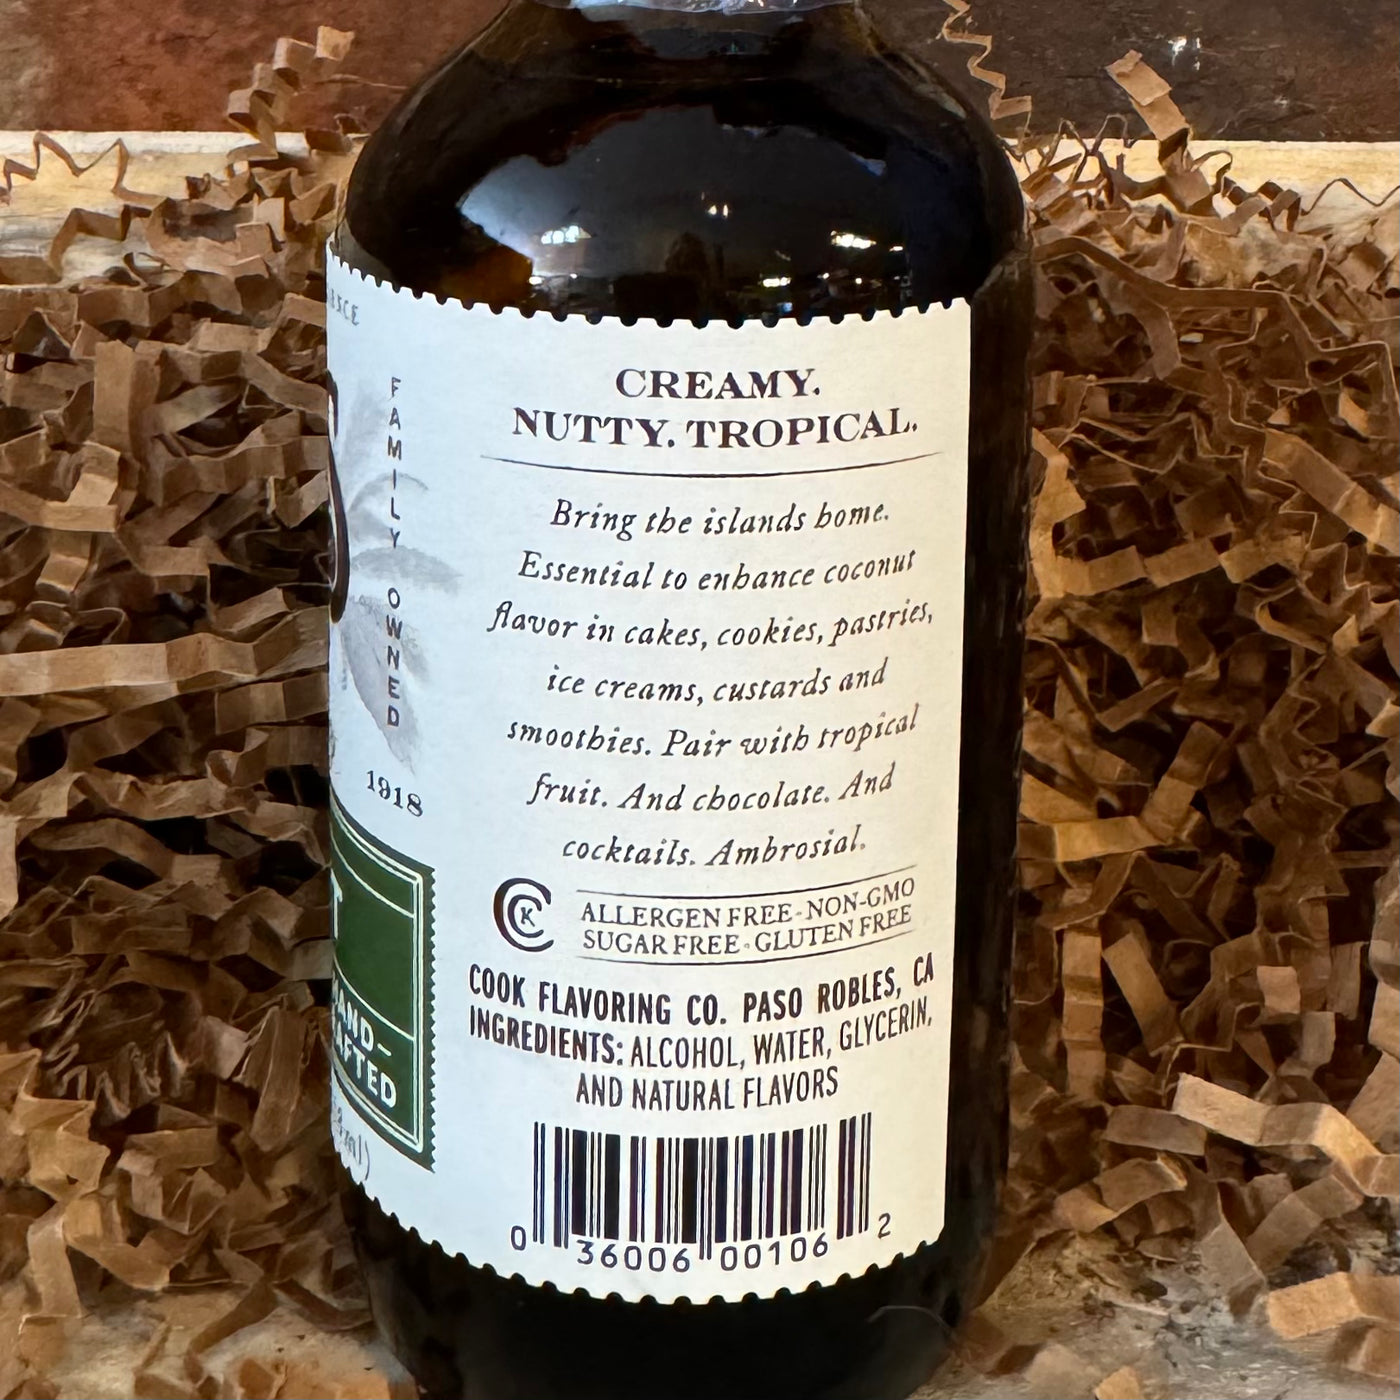 FAMILY OWNED
1918
CREAMY.
NUTTY. TROPICAL.
Bring the islands home.
Essential to enhance coconut
flavor in cakes, cookies, pastries,
ice creams, custards and
smoothies. Pair with tropical
fruit. And chocolate. And
cocktails. Ambrosial.
CK
ALLERGEN FREE-NON-GMO
SUGAR FREE-GLUTEN FREE
COOK FLAVORING CO. PASO ROBLES, CA
INGREDIENTS: ALCOHOL, WATER, GLYCERIN,
AND NATURAL FLAVORS
0 36006 00106 2